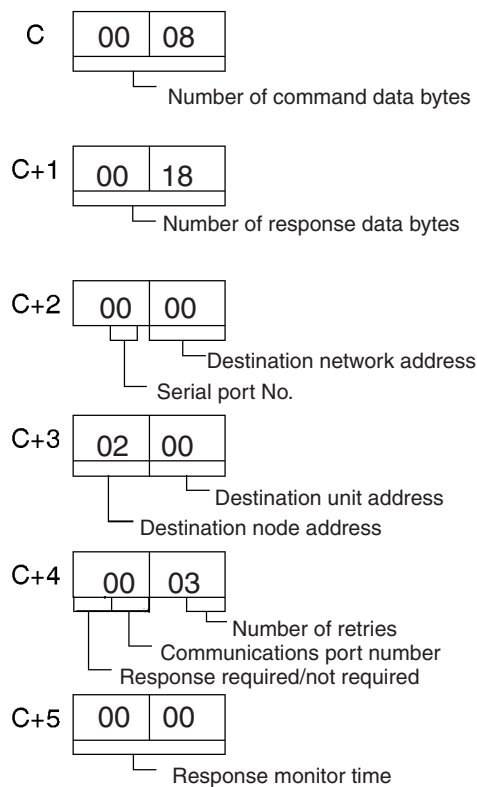 C 00 08
Number of command data bytes
C+1 00 18
Number of response data bytes
C+2 00 00
Destination network address
Serial port No.
C+3 02 00
Destination unit address
Destination node address
C+4 00 03
Number of retries
Communications port number
Response required/not required
C+5 00 00
Response monitor time